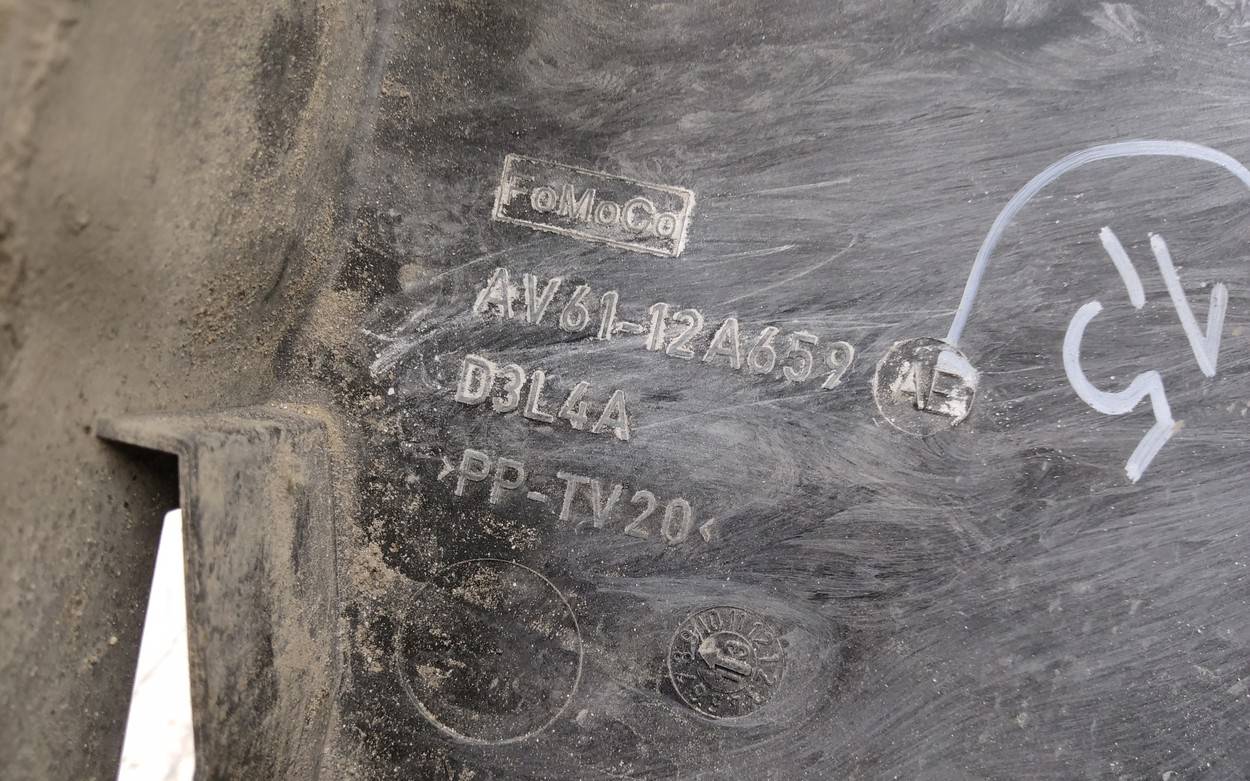 FoMoCo
AV61-12A659 AE
D3L4A
>PP-TV20<